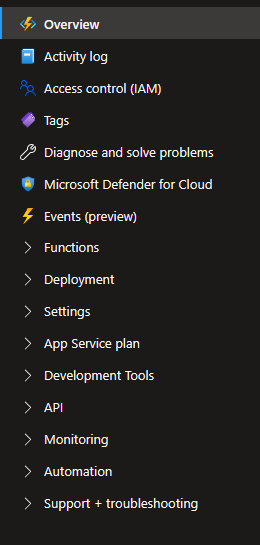 Overview
Activity log
Access control (IAM)
Tags
Diagnose and solve problems
Microsoft Defender for Cloud
Events (preview)
Functions
Deployment
Settings
App Service plan
Development Tools
API
Monitoring
Automation
Support + troubleshooting